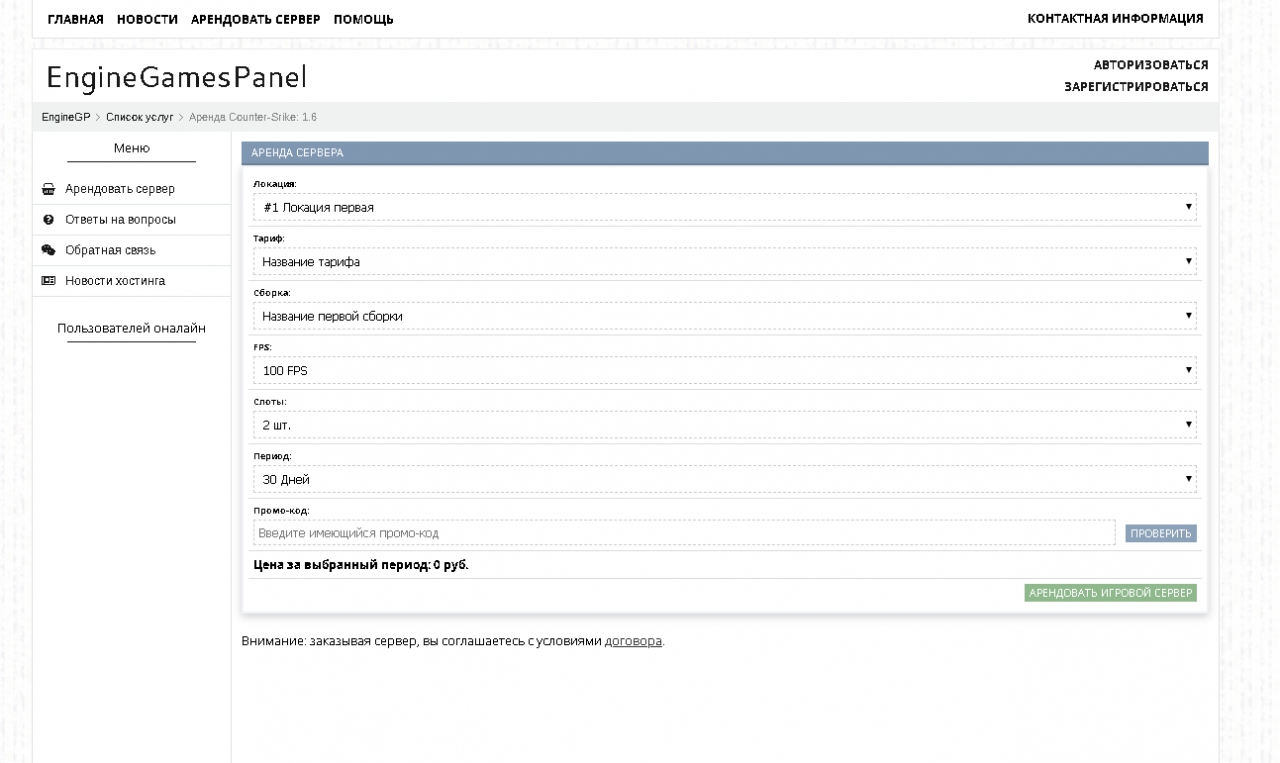 ГЛАВНАЯ НОВОСТИ АРЕНДОВАТЬ СЕРВЕР ПОМОЩЬ КОНТАКТНАЯ ИНФОРМАЦИЯ
EngineGamesPanel
АВТОРИЗОВАТЬСЯ
ЗАРЕГИСТРИРОВАТЬСЯ
EngineGP > Список услуг > Аренда Counter-Srike: 1.6
Меню
Арендовать сервер
Ответы на вопросы
Обратная связь
Новости хостинга
Пользователей оналайн
АРЕНДА СЕРВЕРА
Локация:
#1 Локация первая
Тариф:
Название тарифа
Сборка:
Название первой сборки
FPS:
100 FPS
Слоты:
2 шт.
Период:
30 Дней
Промо-код:
Введите имеющийся промо-код ПРОВЕРИТЬ
Цена за выбранный период: 0 руб.
АРЕНДОВАТЬ ИГРОВОЙ СЕРВЕР
Внимание: заказывая сервер, вы соглашаетесь с условиями договора.